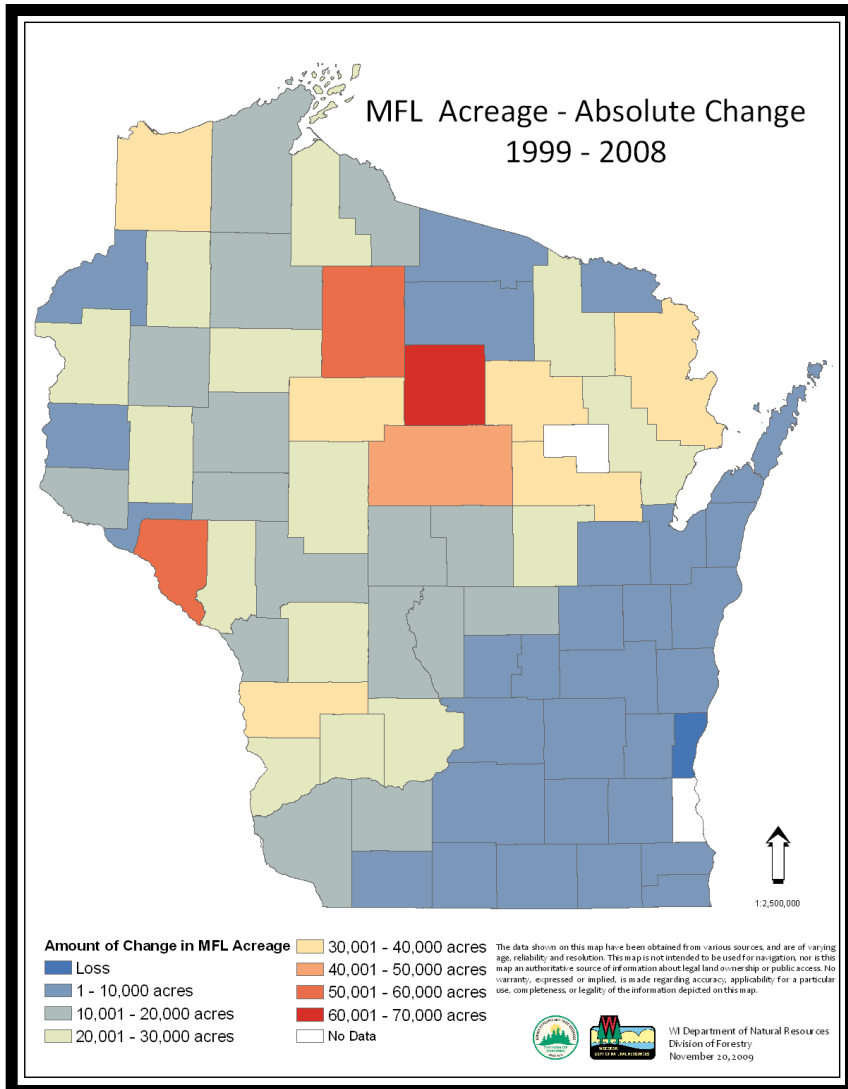 MFL Acreage - Absolute Change
1999 - 2008
1:2,500,000
Amount of Change in MFL Acreage
Loss
1 - 10,000 acres
10,001 - 20,000 acres
20,001 - 30,000 acres
30,001 - 40,000 acres
40,001 - 50,000 acres
50,001 - 60,000 acres
60,001 - 70,000 acres
No Data
The data shown on this map have been obtained from various sources, and are of varying
age, reliability and resolution. This map is not intended to be used for navigation, nor is this
map an authoritative source of information about legal land ownership or public access. No
warranty, expressed or implied, is made regarding accuracy, applicability for a particular
use, completeness, or legality of the information depicted on this map.
WISCONSIN
DEPT. OF NATURAL RESOURCES
WI Department of Natural Resources
Division of Forestry
November 20, 2009